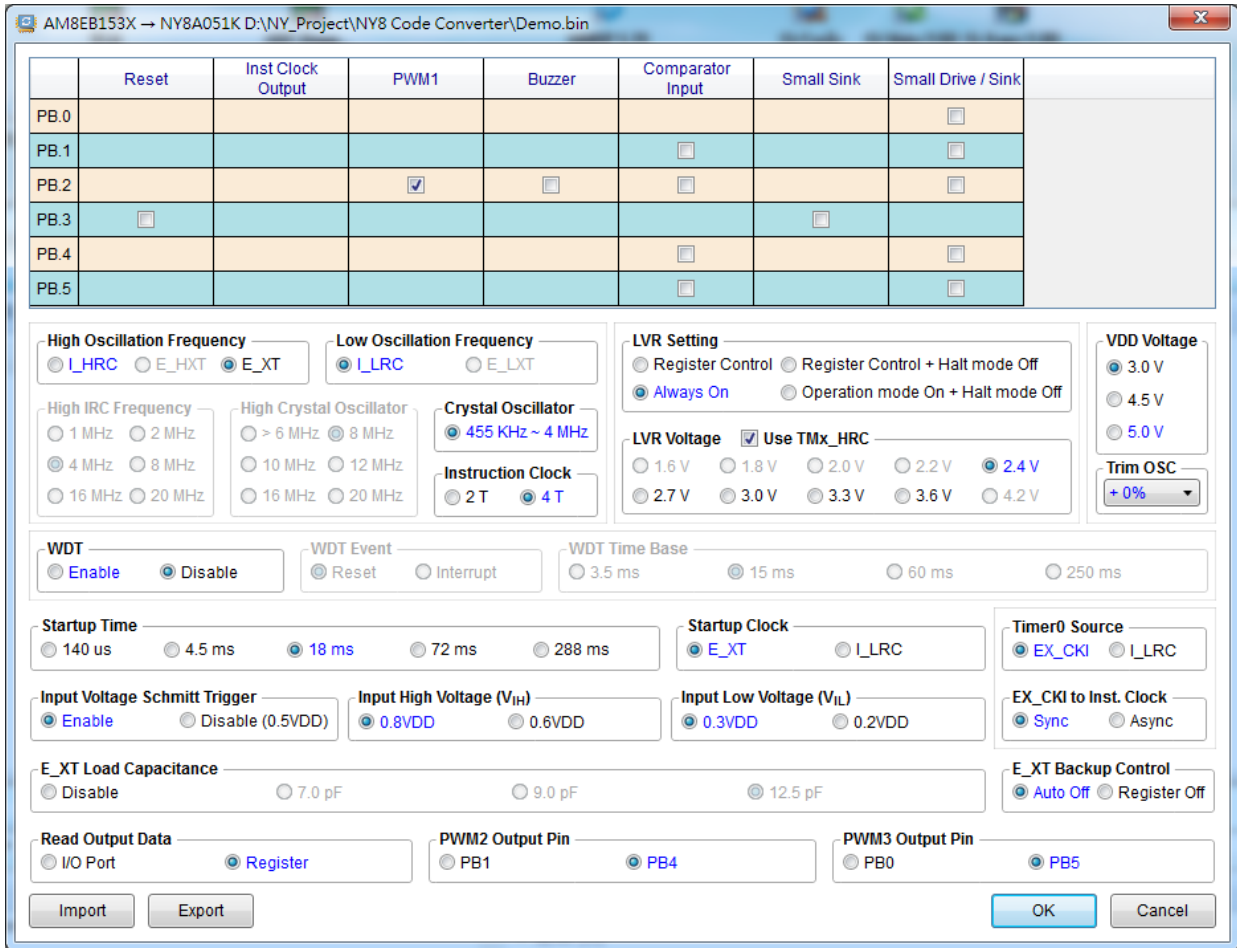 AM8EB153X → NY8A051K D:\NY_Project\NY8 Code Converter\Demo.bin
Reset Inst Clock Output PWM1 Buzzer Comparator Input Small Sink Small Drive / Sink
PB.0
PB.1
PB.2
PB.3
PB.4
PB.5
High Oscillation Frequency
I_HRC E_HXT E_XT
Low Oscillation Frequency
I_LRC E_LXT
High IRC Frequency
1 MHz 2 MHz
4 MHz 8 MHz
16 MHz 20 MHz
High Crystal Oscillator
> 6 MHz 8 MHz
10 MHz 12 MHz
16 MHz 20 MHz
Crystal Oscillator
455 KHz ~ 4 MHz
Instruction Clock
2 T 4 T
LVR Setting
Register Control Register Control + Halt mode Off
Always On Operation mode On + Halt mode Off
LVR Voltage Use TMx_HRC
1.6 V 1.8 V 2.0 V 2.2 V 2.4 V
2.7 V 3.0 V 3.3 V 3.6 V 4.2 V
VDD Voltage
3.0 V
4.5 V
5.0 V
Trim OSC
+ 0%
WDT
Enable Disable
WDT Event
Reset Interrupt
WDT Time Base
3.5 ms 15 ms 60 ms 250 ms
Startup Time
140 us 4.5 ms 18 ms 72 ms 288 ms
Startup Clock
E_XT I_LRC
Timer0 Source
EX_CKI I_LRC
Input Voltage Schmitt Trigger
Enable Disable (0.5VDD)
Input High Voltage (VIH)
0.8VDD 0.6VDD
Input Low Voltage (VIL)
0.3VDD 0.2VDD
EX_CKI to Inst. Clock
Sync Async
E_XT Load Capacitance
Disable 7.0 pF 9.0 pF 12.5 pF
E_XT Backup Control
Auto Off Register Off
Read Output Data
I/O Port Register
PWM2 Output Pin
PB1 PB4
PWM3 Output Pin
PB0 PB5
Import Export OK Cancel